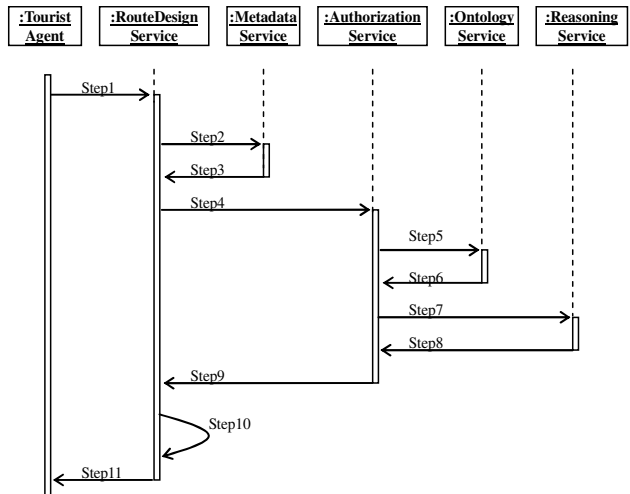 :Tourist
Agent
:RouteDesign
Service
:Metadata
Service
:Authorization
Service
:Ontology
Service
:Reasoning
Service
Step1
Step2
Step3
Step4
Step5
Step6
Step7
Step8
Step9
Step10
Step11